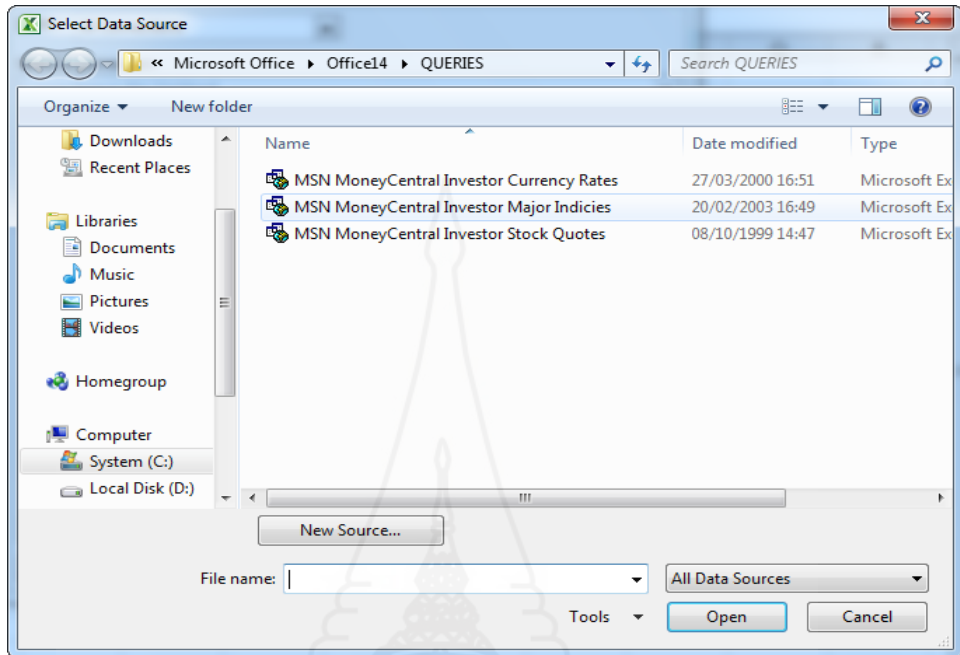 Select Data Source
« Microsoft Office Office14 QUERIES Search QUERIES
Organize New folder
Downloads
Recent Places
Libraries
Documents
Music
Pictures
Videos
Homegroup
Computer
System (C:)
Local Disk (D:)
Name Date modified Type
MSN MoneyCentral Investor Currency Rates 27/03/2000 16:51 Microsoft Ex
MSN MoneyCentral Investor Major Indicies 20/02/2003 16:49 Microsoft Ex
MSN MoneyCentral Investor Stock Quotes 08/10/1999 14:47 Microsoft Ex
New Source...
File name: All Data Sources
Tools Open Cancel